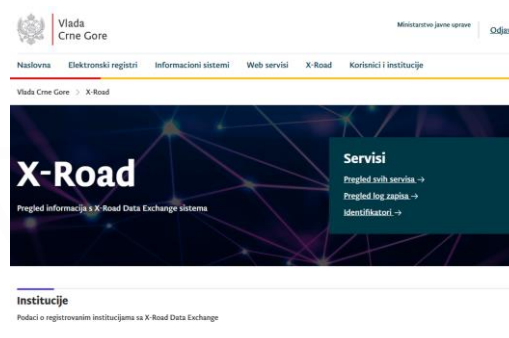 Vlada
Crne Gore
Ministarstvo javne uprave
Naslovna Elektronski registri Informacioni sistemi Web servisi X-Road Korisnici i institucije
Vlada Crne Gore > X-Road
X-Road
Pregled informacija s X-Road Data Exchange sistema
Servisi
Pregled svih servisa →
Pregled log zapisa →
Identifikatori →
Institucije
Podaci o registrovanim institucijama sa X-Road Data Exchange